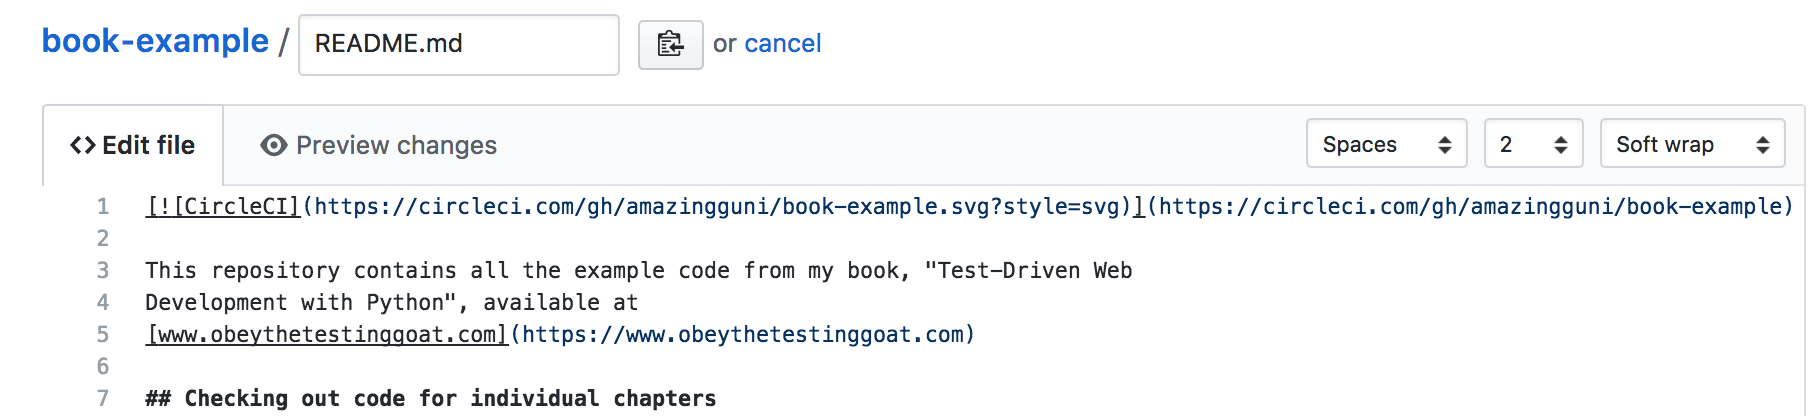 book-example / README.md or cancel
<> Edit file Preview changes Spaces 2 Soft wrap
1 [![CircleCI](https://circleci.com/gh/amazingguni/book-example.svg?style=svg)](https://circleci.com/gh/amazingguni/book-example)
2
3 This repository contains all the example code from my book, "Test-Driven Web
4 Development with Python", available at
5 [www.obeythetestinggoat.com](https://www.obeythetestinggoat.com)
6
7 ## Checking out code for individual chapters